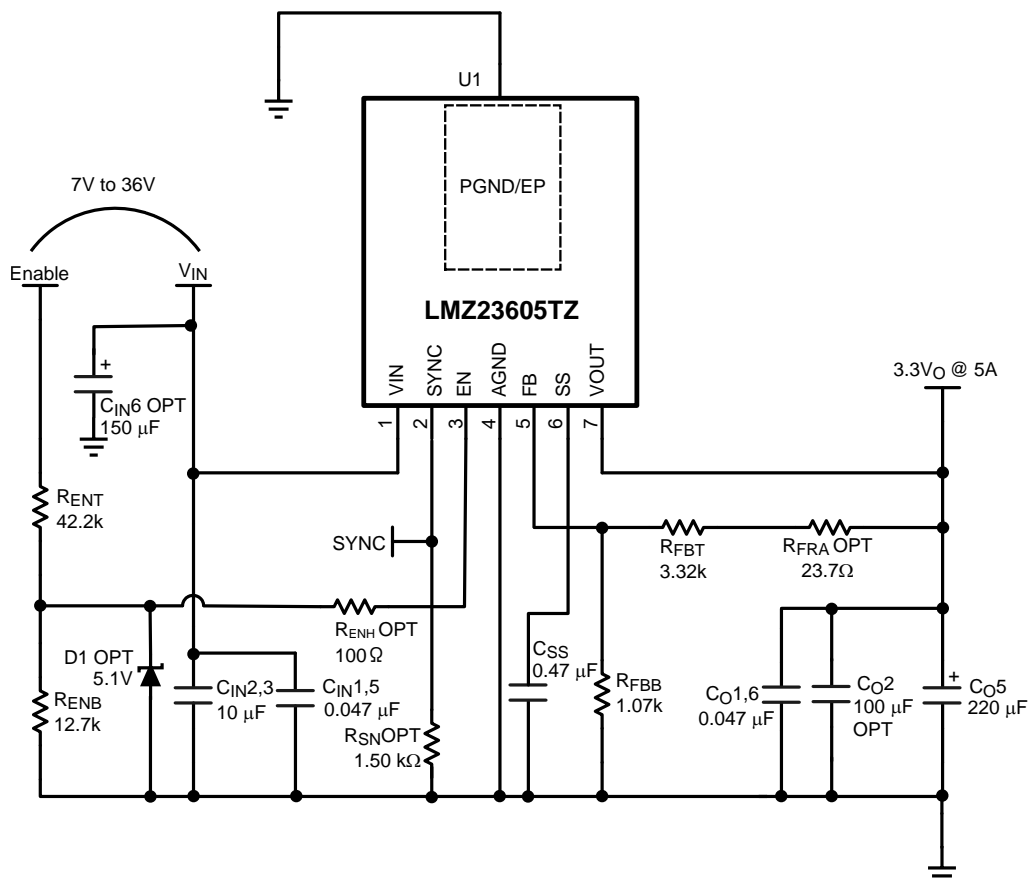 U1
PGND/EP
LMZ23605TZ
VIN
SYNC
EN
AGND
FB
SS
VOUT
1
2
3
4
5
6
7
7V to 36V
Enable
VIN
+
CIN6 OPT
150 μF
RENT
42.2k
SYNC
RENH OPT
100 Ω
D1 OPT
5.1V
RENB
12.7k
CIN2,3
10 μF
CIN1,5
0.047 μF
RSNOPT
1.50 kΩ
CSS
0.47 μF
RFBB
1.07k
RFBT
3.32k
RFRA OPT
23.7Ω
3.3VO @ 5A
CO1,6
0.047 μF
CO2
100 μF
OPT
+
CO5
220 μF